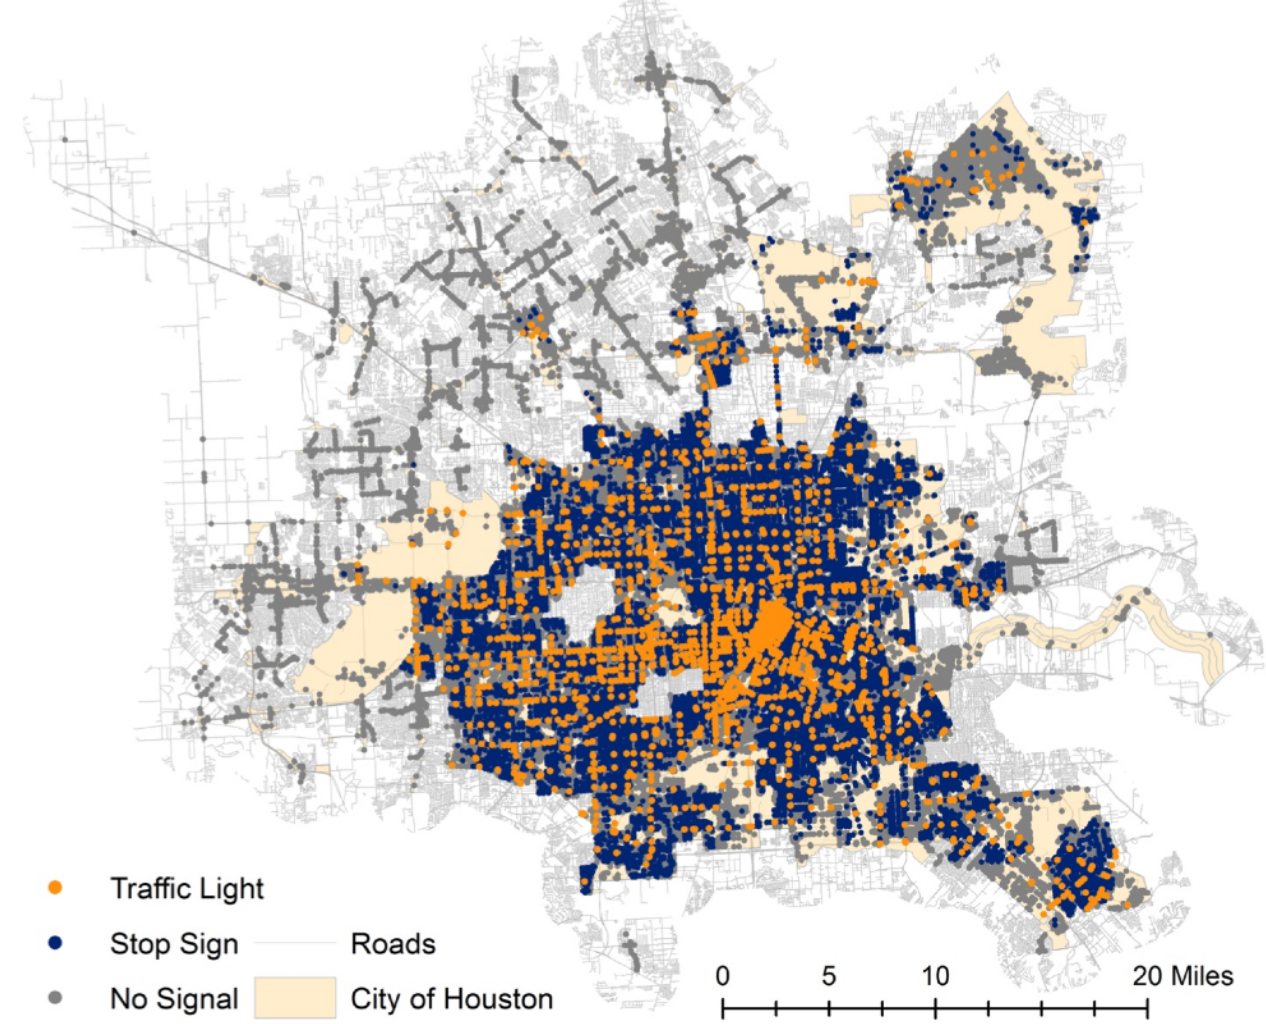 Traffic Light
Stop Sign
Roads
No Signal
City of Houston
0 5 10 20 Miles